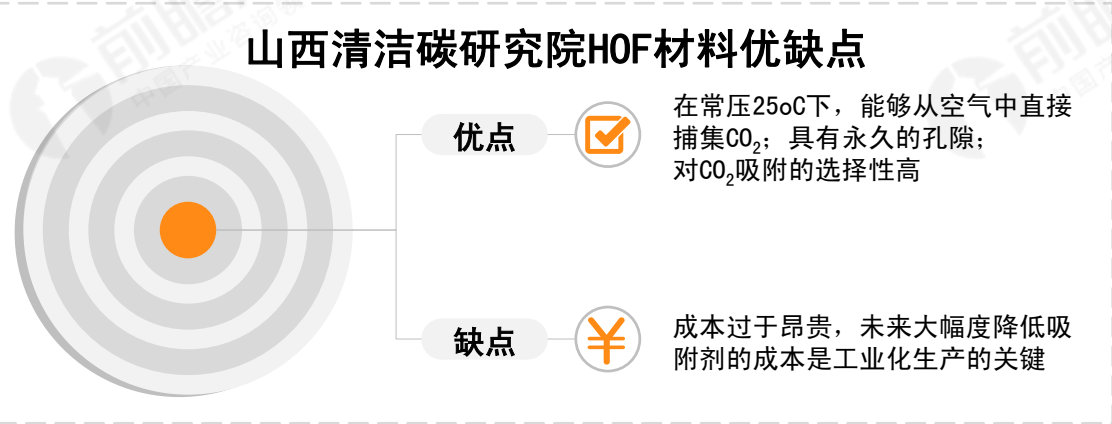 山西清洁碳研究院HOF材料优缺点
优点
在常压25oC下，能够从空气中直接
捕集CO₂；具有永久的孔隙；
对CO₂吸附的选择性高
缺点
¥
成本过于昂贵，未来大幅度降低吸
附剂的成本是工业化生产的关键